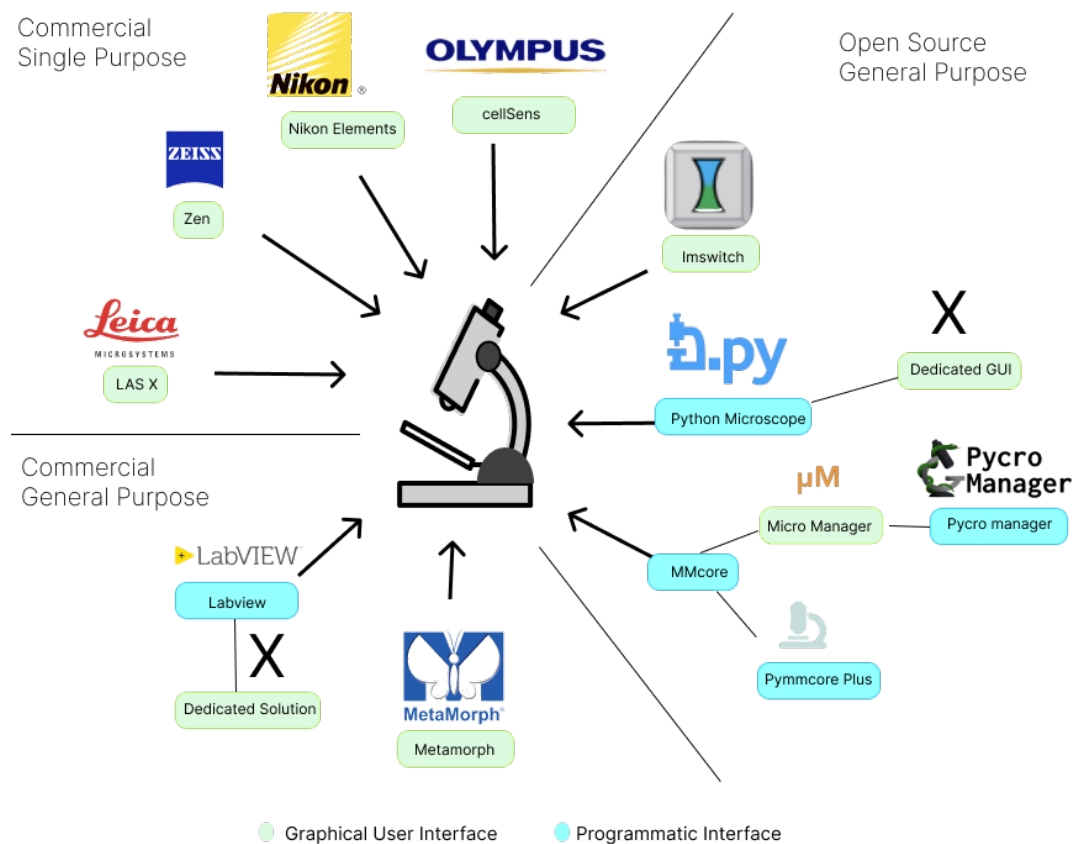 Commercial
Single Purpose
Nikon ®
Nikon Elements
OLYMPUS
cellSens
Open Source
General Purpose
ZEISS
Zen
Imswitch
Leica
MICROSYSTEMS
LAS X
.py
Python Microscope
X
Dedicated GUI
Commercial
General Purpose
LabVIEW™
Labview
X
Dedicated Solution
MetaMorph®
Metamorph
µM
Micro Manager
Pycro
Manager
Pycro manager
MMcore
Pymmcore Plus
Graphical User Interface
Programmatic Interface